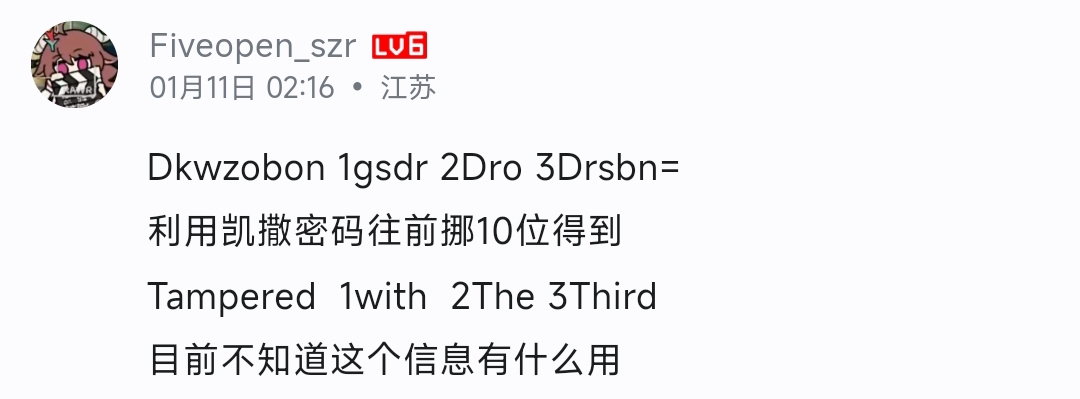 Fiveopen_szr LV6
01月11日 02:16 • 江苏
Dkwzobon 1gsdr 2Dro 3Drsbn=
利用凯撒密码往前挪10位得到
Tampered 1with 2The 3Third
目前不知道这个信息有什么用